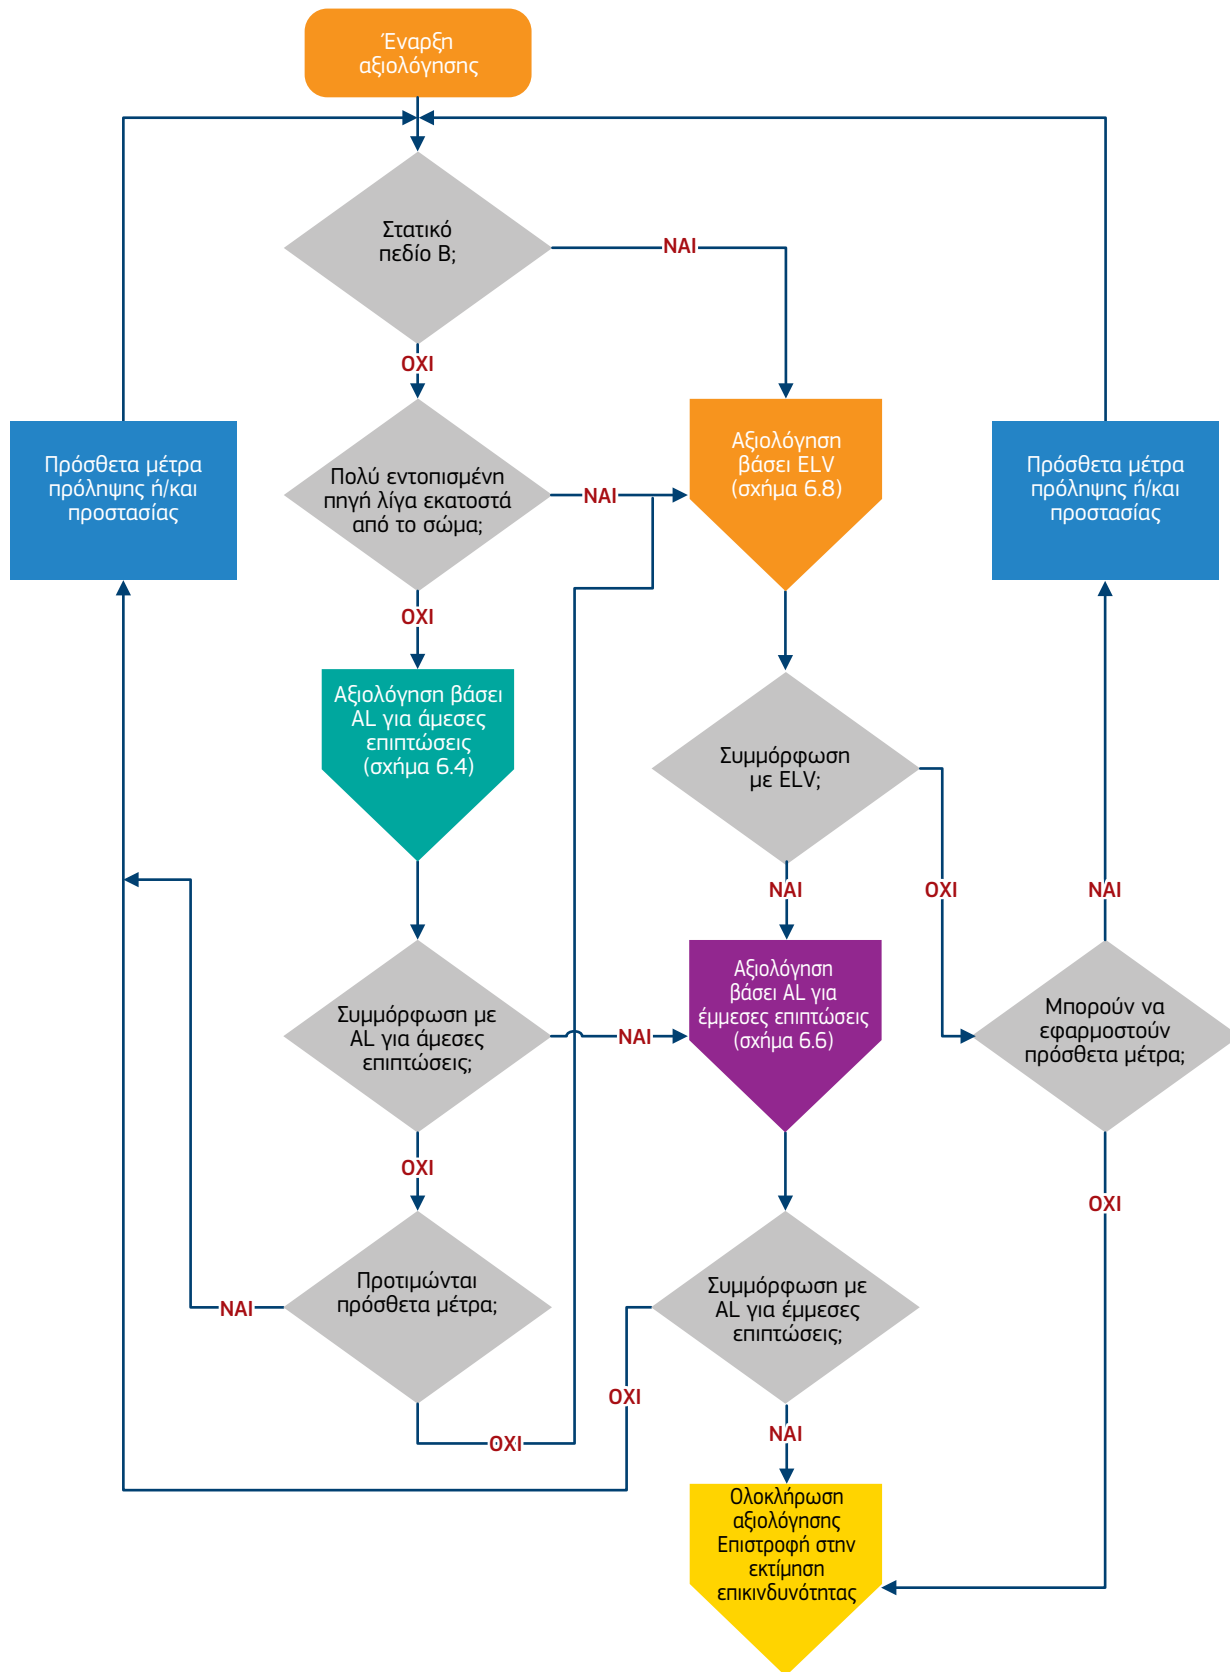 Έναρξη
αξιολόγησης
Στατικό
πεδίο Β;
ΝΑΙ
ΟΧΙ
Πρόσθετα μέτρα
πρόληψης ή/και
προστασίας
Πολύ εντοπισμένη
πηγή λίγα εκατοστά
από το σώμα;
ΝΑΙ
Αξιολόγηση
βάσει ELV
(σχήμα 6.8)
Πρόσθετα μέτρα
πρόληψης ή/και
προστασίας
ΟΧΙ
Αξιολόγηση βάσει
AL για άμεσες
επιπτώσεις
(σχήμα 6.4)
Συμμόρφωση
με ELV;
ΝΑΙ
ΟΧΙ
ΝΑΙ
Συμμόρφωση με
AL για άμεσες
επιπτώσεις;
ΝΑΙ
Αξιολόγηση
βάσει AL για
έμμεσες επιπτώσεις
(σχήμα 6.6)
Μπορούν να
εφαρμοστούν
πρόσθετα μέτρα;
ΟΧΙ
ΟΧΙ
Προτιμώνται
πρόσθετα μέτρα;
ΝΑΙ
Συμμόρφωση με
AL για έμμεσες
επιπτώσεις;
ΟΧΙ
ΝΑΙ
ΟΧΙ
Ολοκλήρωση
αξιολόγησης
Επιστροφή στην
εκτίμηση
επικινδυνότητας